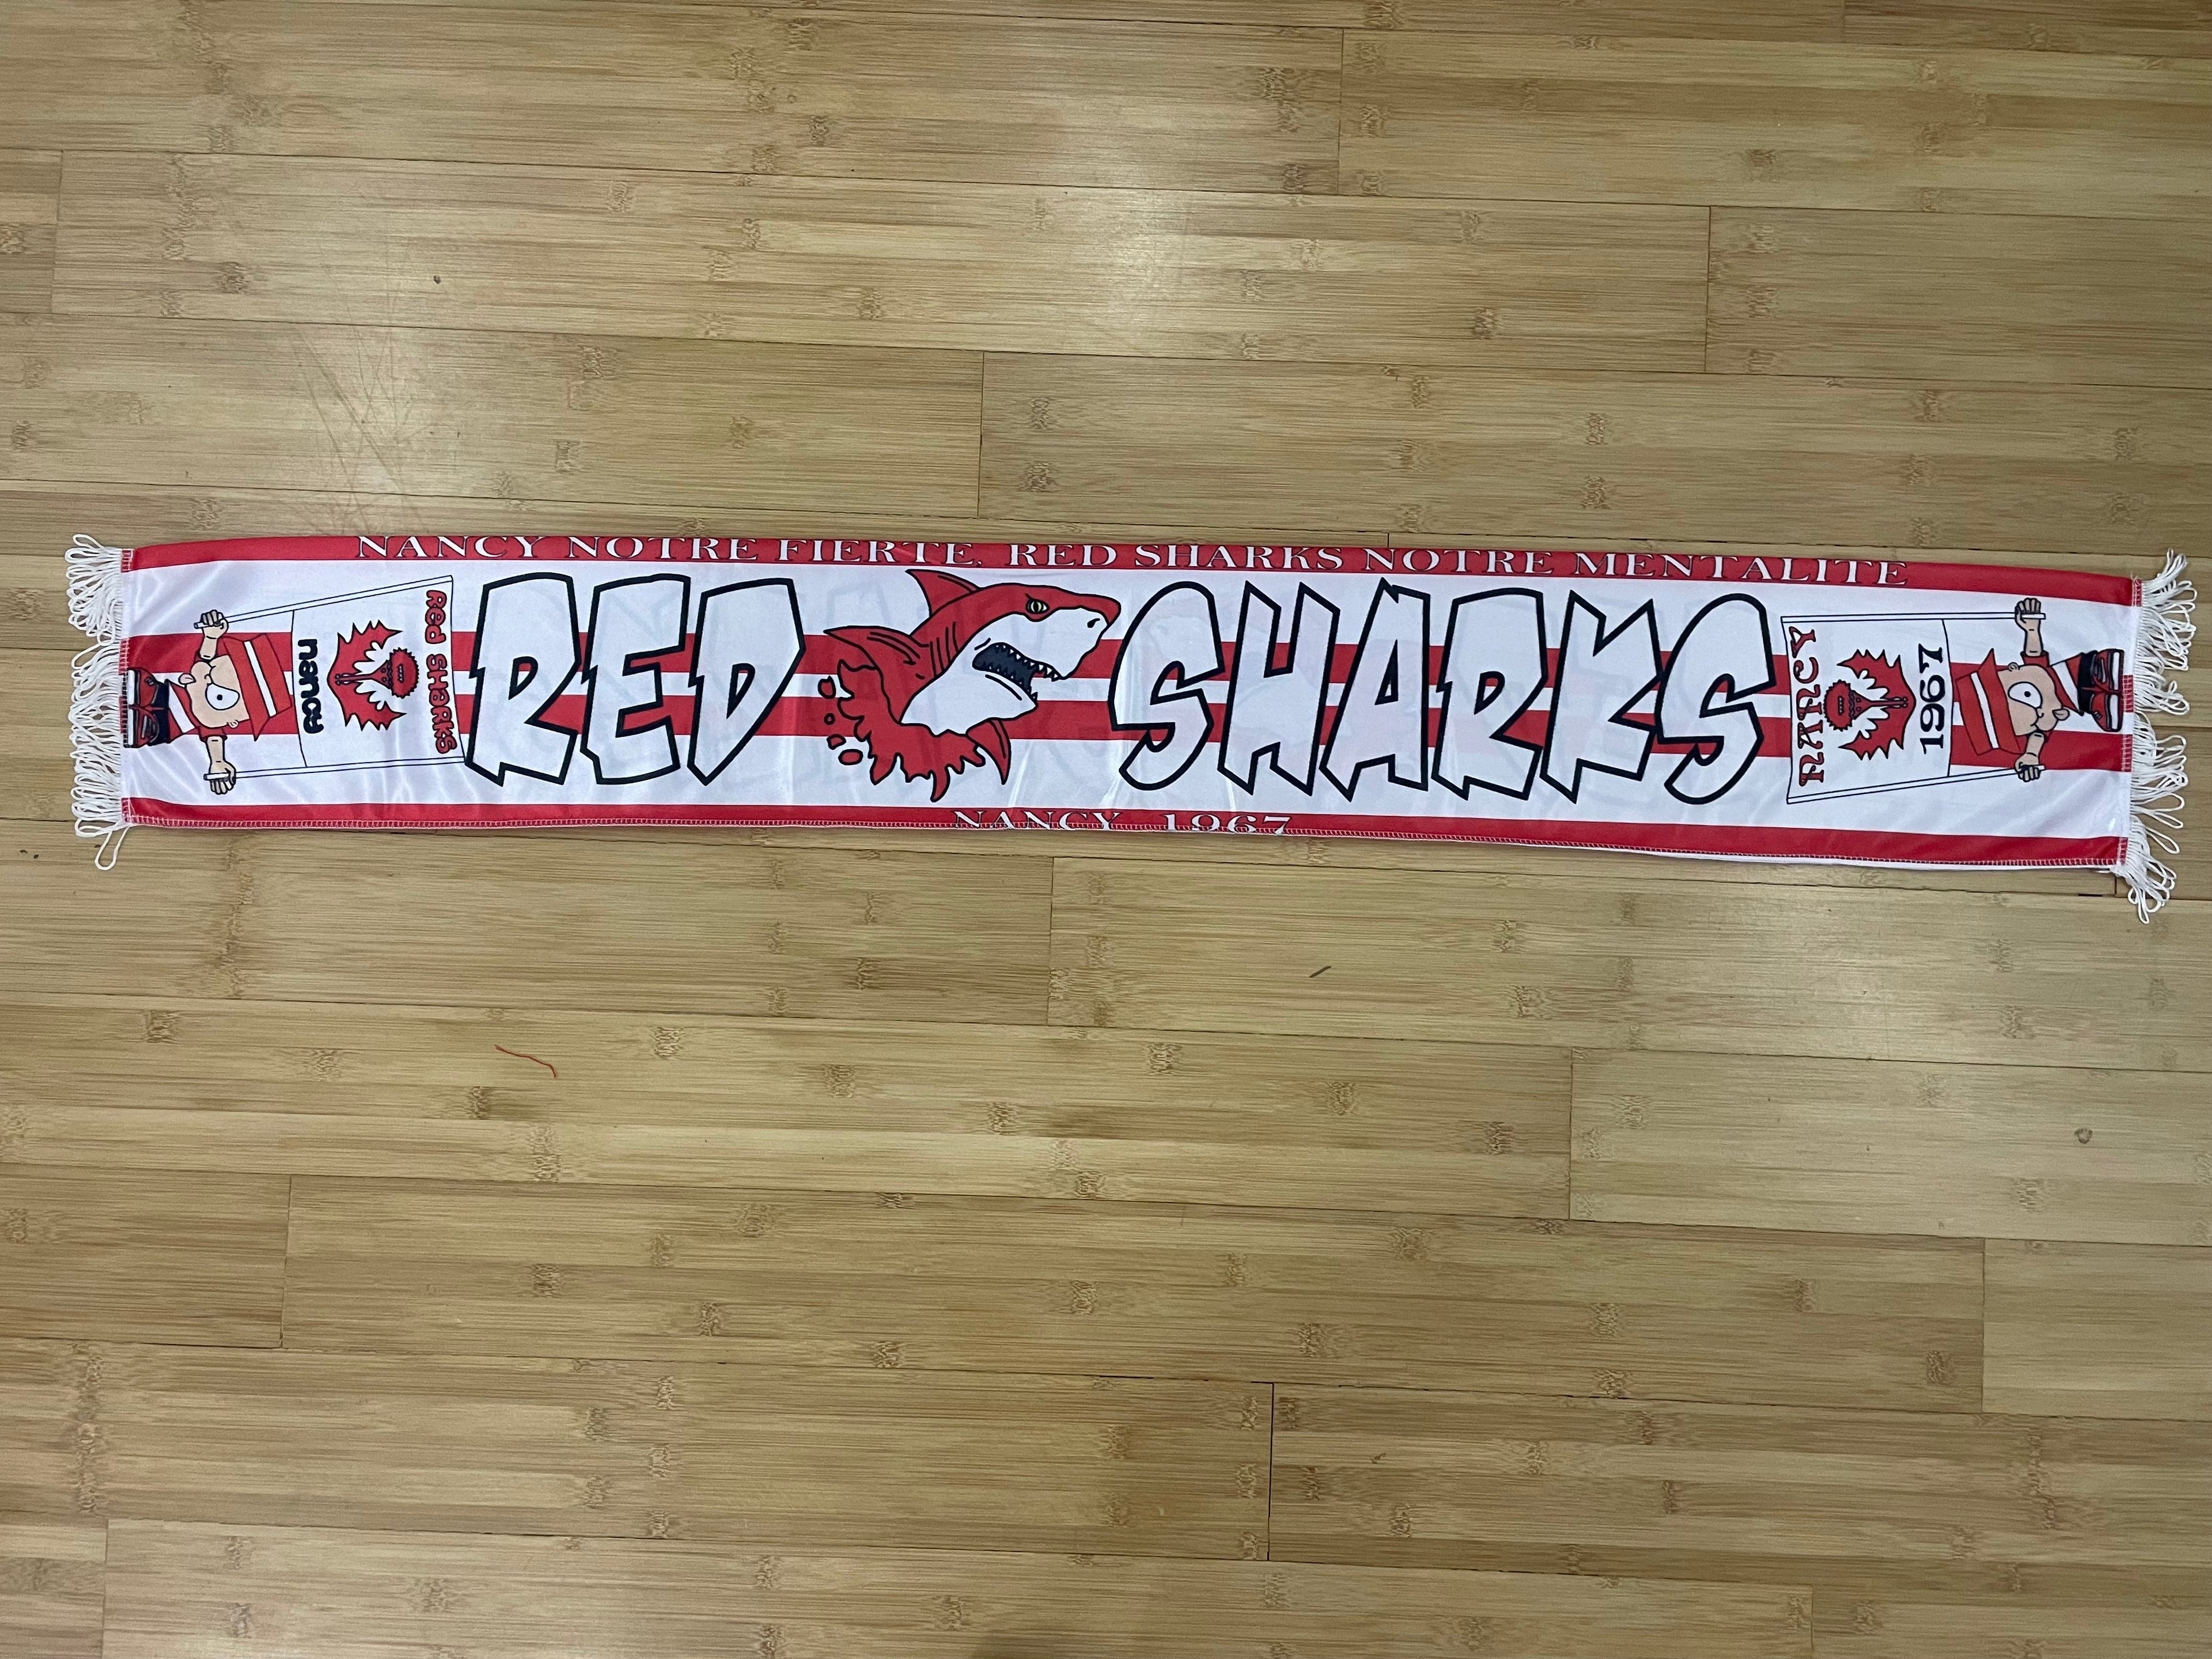 NANCY NOTRE FIERTE. RED SHARKS NOTRE MENTALITE
Red SHARKS
nancy
RED SHARKS
NANCY
1967
NANCY 1967